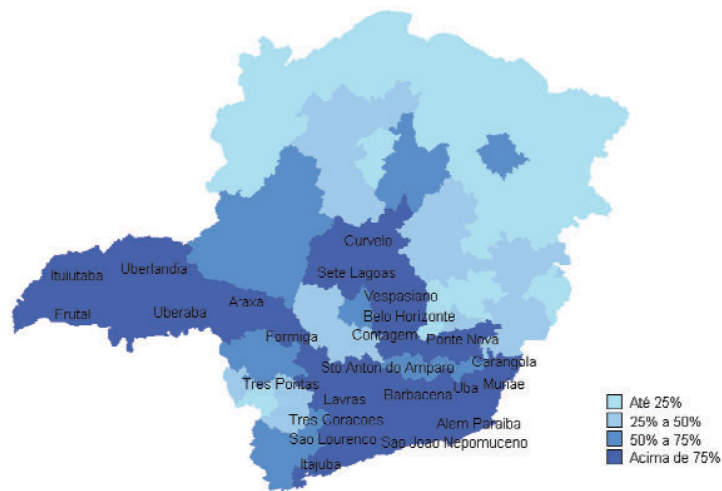 Curvelo
Ituiutaba
Uberlandia
Sete Lagoas
Araxa
Vespasiano
Frutal
Uberaba
Belo Horizonte
Formiga
Contagem
Ponte Nova
Sto Antori do Amparo
Carangola
Tres Pontas
Lavras
Barbacena
Uba
Muriae
Tres Coracoes
Alem Paraiba
Sao Lourenco
Sao Joao Nepomuceno
Itajuba
Até 25%
25% a 50%
50% a 75%
Acima de 75%